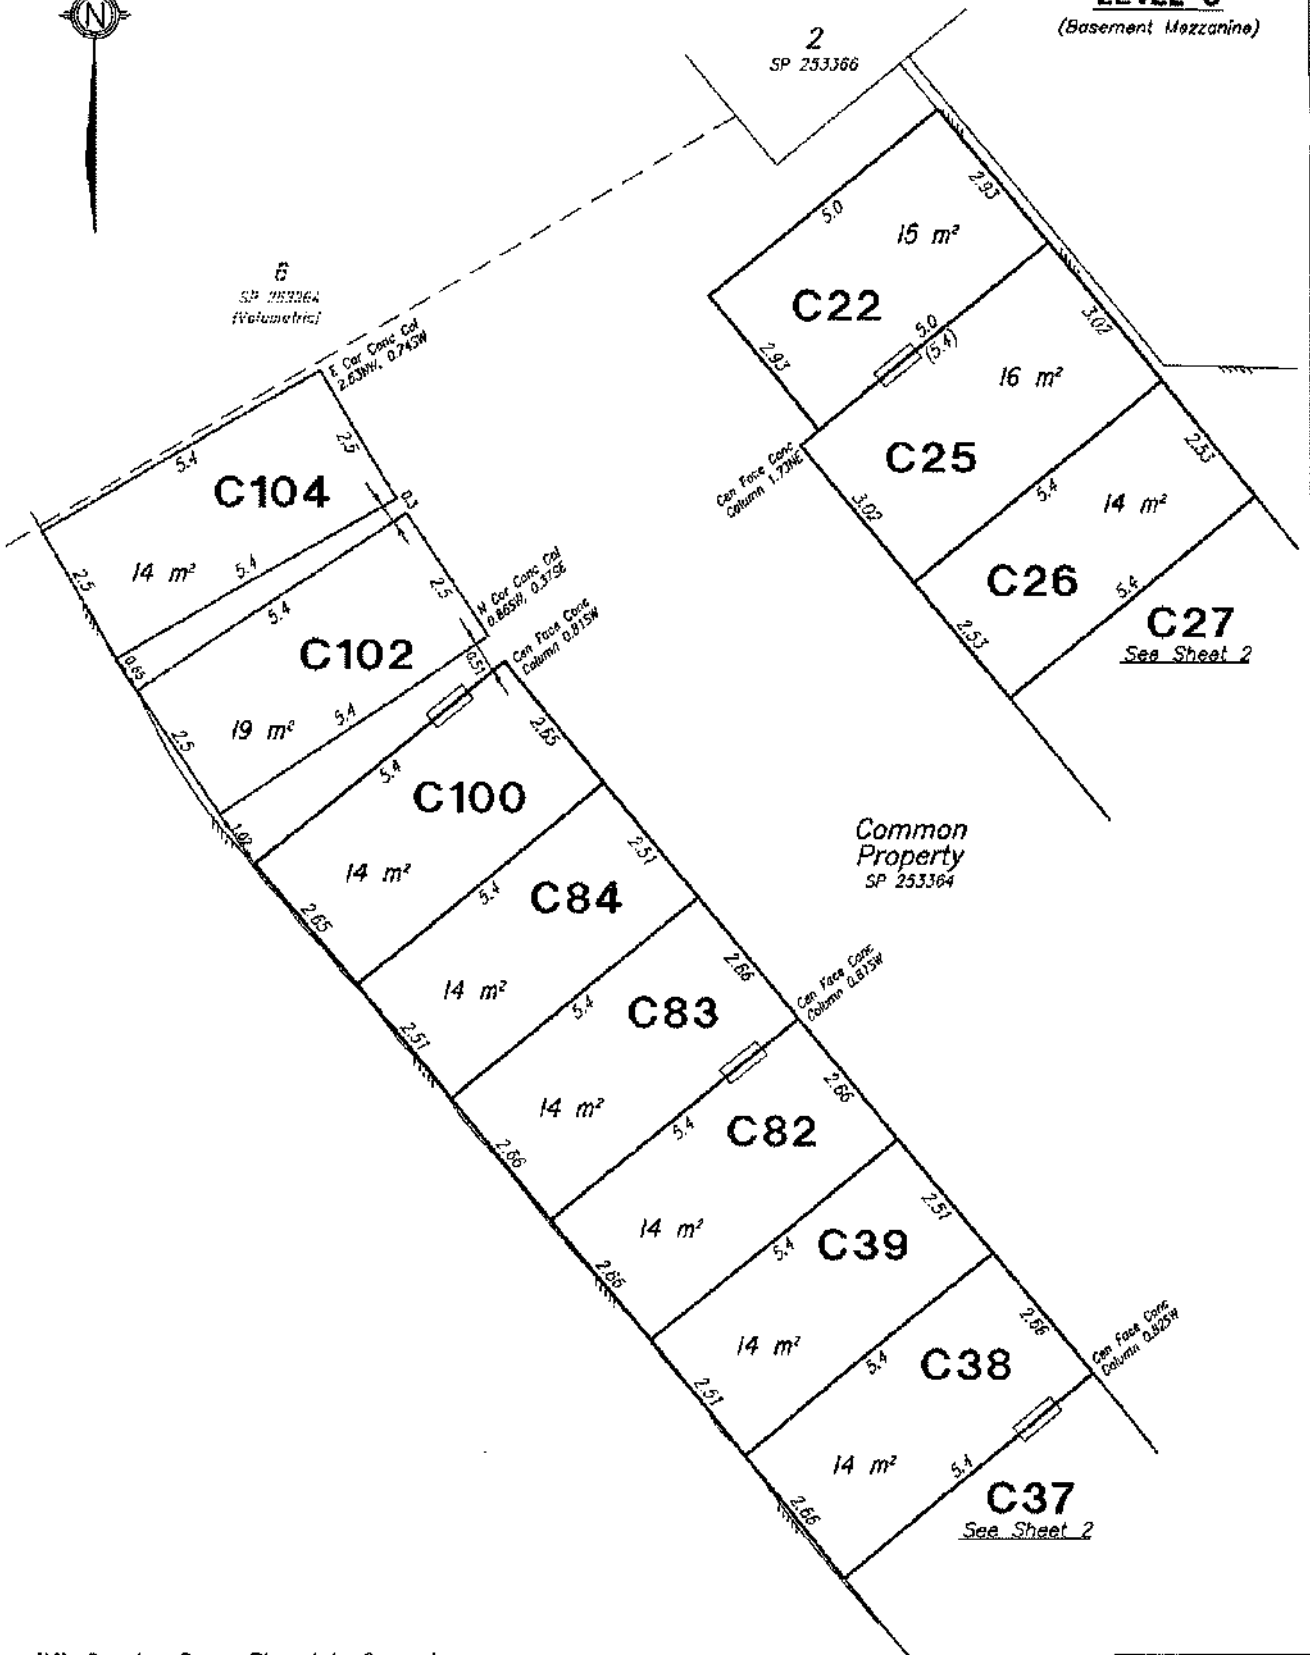 N
(Basement Mezzanine)
2
SP 253366
2.93
5.0
15 m²
C22
2.93
5.0
(5.4)
3.02
16 m²
C25
Cen Face Conc
Column 1.73NE
3.02
5.4
2.53
14 m²
C26
2.53
5.4
C27
See Sheet 2
6
(Volumetric)
E Cor Conc Col
2.63NW, 0.74SW
5.4
2.5
C104
0.3
2.5
14 m²
5.4
5.4
2.5
N Cor Conc Col
0.86SW, 0.37SE
0.65
C102
0.51
Cen Face Conc
Column 0.81SW
2.5
19 m²
5.4
1.02
5.4
2.65
C100
14 m²
2.65
5.4
2.51
C84
14 m²
2.51
5.4
2.66
C83
Cen Face Conc
Column 0.81SW
14 m²
2.66
5.4
2.66
C82
14 m²
2.66
5.4
2.51
C39
14 m²
2.51
5.4
2.66
C38
Cen Face Conc
Column 0.82SW
14 m²
2.66
5.4
C37
See Sheet 2
Common
Property
SP 253364